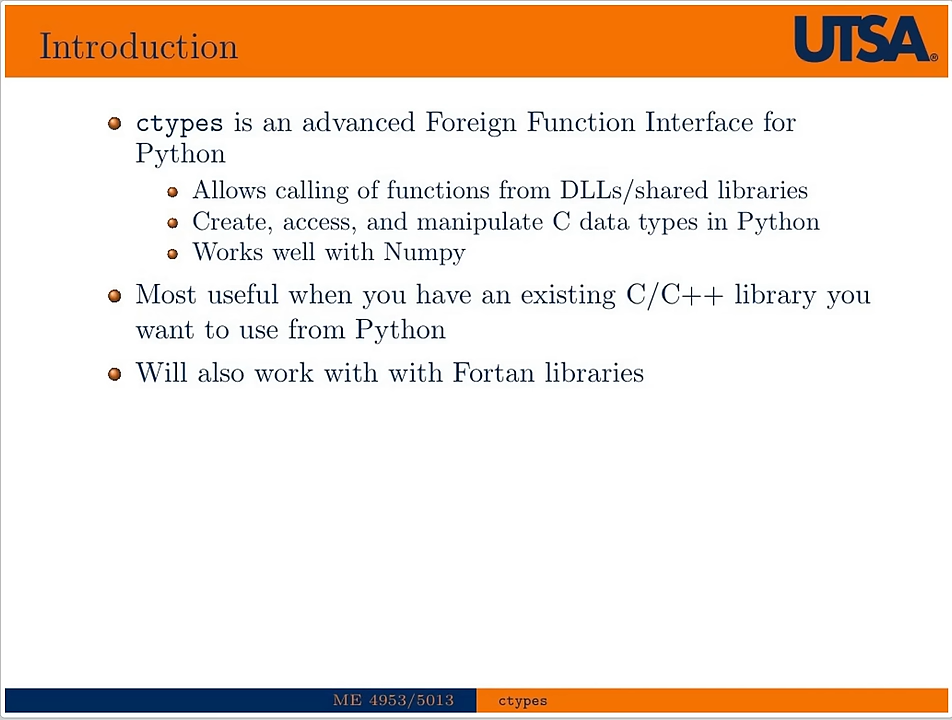 Introduction
UTSA®
ctypes is an advanced Foreign Function Interface for
Python
Allows calling of functions from DLLs/shared libraries
Create, access, and manipulate C data types in Python
Works well with Numpy
Most useful when you have an existing C/C++ library you
want to use from Python
Will also work with with Fortan libraries
ME 4953/5013
ctypes